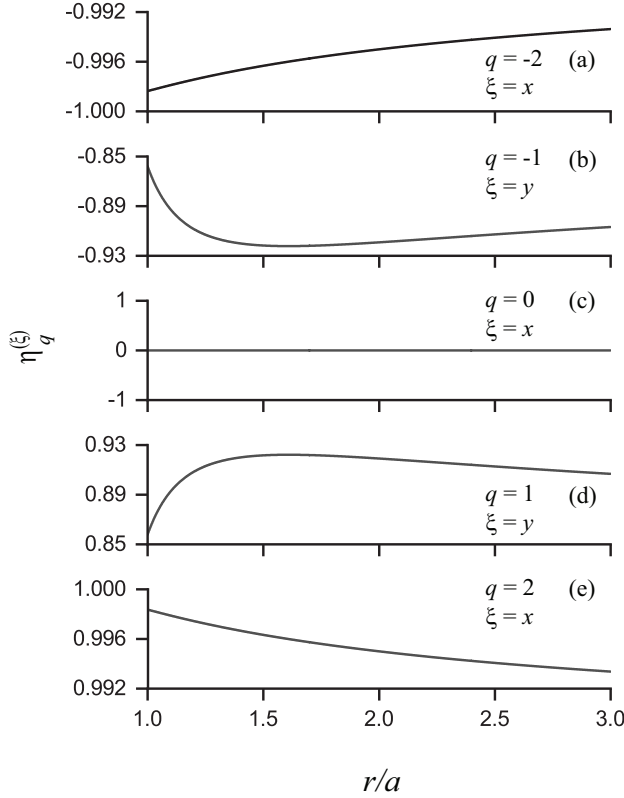 -0.992
-0.996
-1.000
q = -2 (a)
ξ = x
-0.85
-0.89
-0.93
q = -1 (b)
ξ = y
1
0
-1
q = 0 (c)
ξ = x
η_q^(ξ)
0.93
0.89
0.85
q = 1 (d)
ξ = y
1.000
0.996
0.992
q = 2 (e)
ξ = x
1.0 1.5 2.0 2.5 3.0
r/a